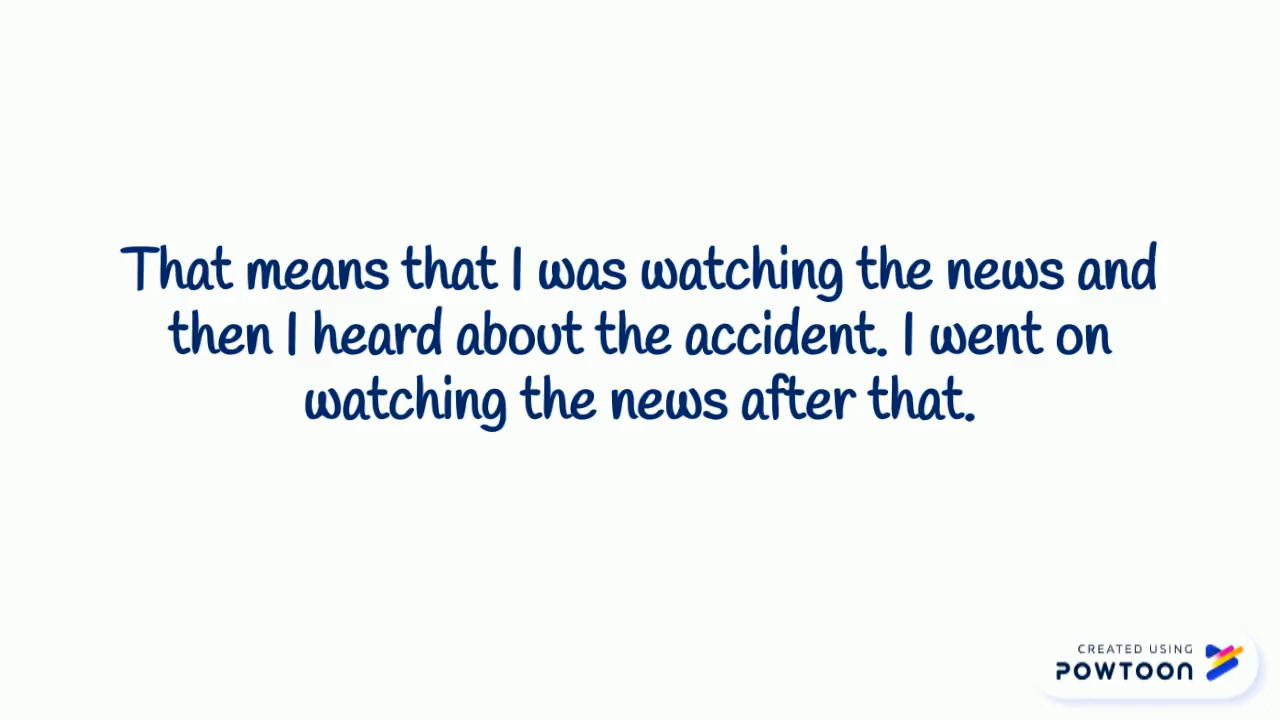 That means that I was watching the news and
then I heard about the accident. I went on
watching the news after that.
CREATED USING
POWTOON